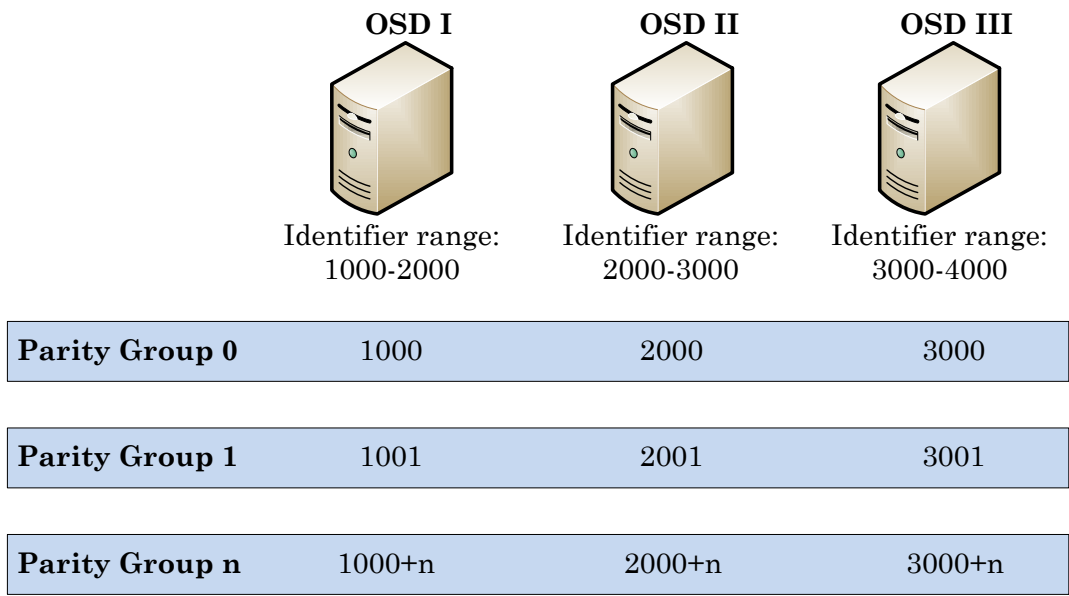 OSD I OSD II OSD III
Identifier range: Identifier range: Identifier range:
1000-2000 2000-3000 3000-4000
Parity Group 0 1000 2000 3000
Parity Group 1 1001 2001 3001
Parity Group n 1000+n 2000+n 3000+n